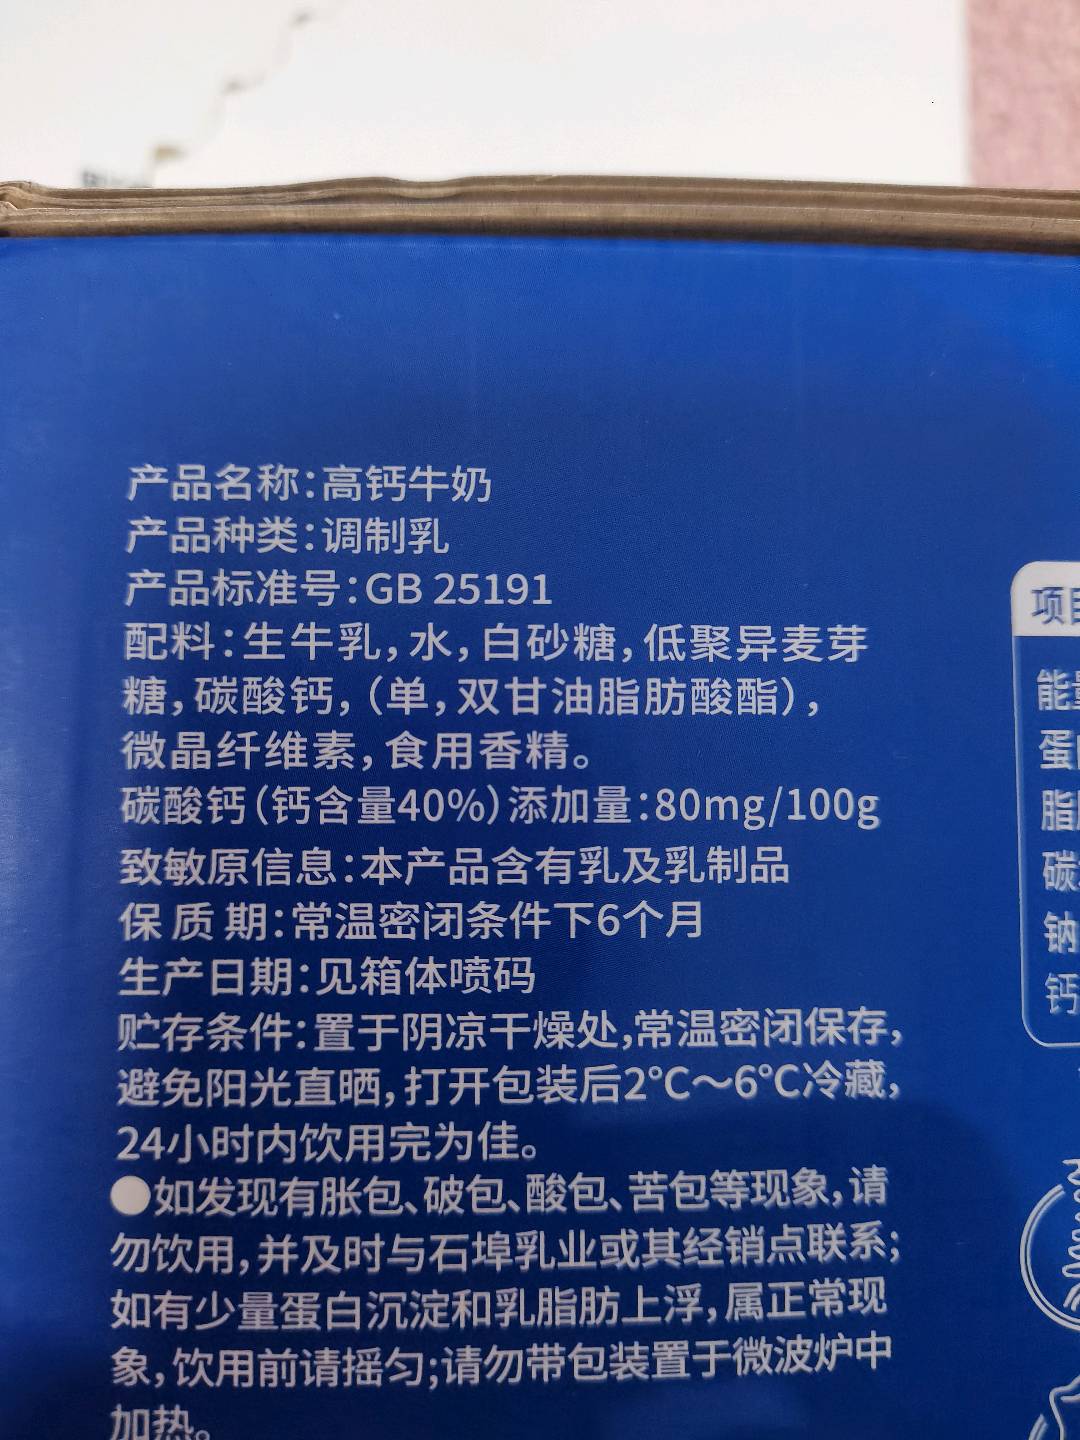 产品名称：高钙牛奶
产品种类：调制乳
产品标准号：GB 25191
配料：生牛乳，水，白砂糖，低聚异麦芽
糖，碳酸钙，（单，双甘油脂肪酸酯），
微晶纤维素，食用香精。
碳酸钙（钙含量40%）添加量：80mg/100g
致敏原信息：本产品含有乳及乳制品
保 质 期：常温密闭条件下6个月
生产日期：见箱体喷码
贮存条件：置于阴凉干燥处，常温密闭保存，
避免阳光直晒，打开包装后2℃～6℃冷藏，
24小时内饮用完为佳。
●如发现有胀包、破包、酸包、苦包等现象，请
勿饮用，并及时与石埠乳业或其经销点联系；
如有少量蛋白沉淀和乳脂肪上浮，属正常现
象，饮用前请摇匀；请勿带包装置于微波炉中
加热。
项目
能量
蛋
脂
碳
钠
钙